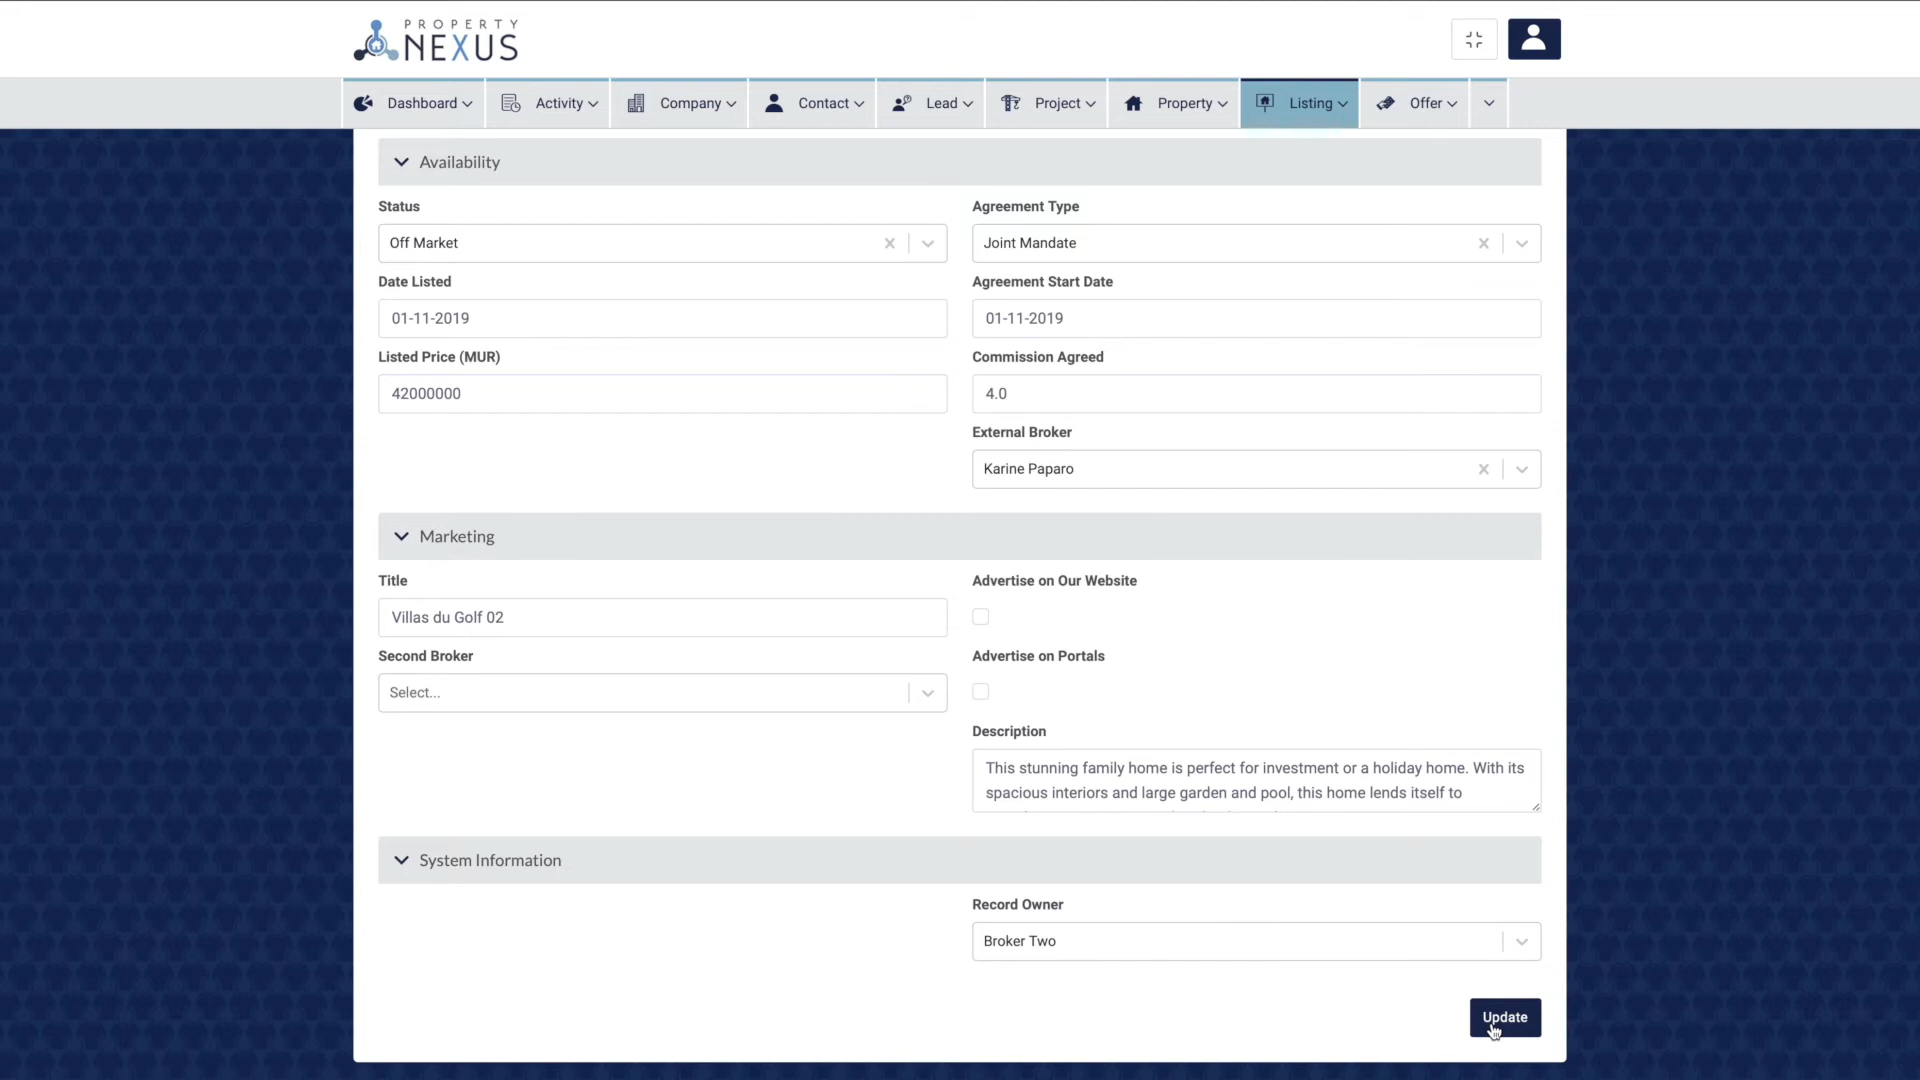 PROPERTY
NEXUS
Dashboard
Activity
Company
Contact
Lead
Project
Property
Listing
Offer
Availability
Status
Agreement Type
Off Market
Joint Mandate
Date Listed
Agreement Start Date
01-11-2019
01-11-2019
Listed Price (MUR)
Commission Agreed
42000000
4.0
External Broker
Karine Paparo
Marketing
Title
Advertise on Our Website
Villas du Golf 02
Second Broker
Advertise on Portals
Select...
Description
This stunning family home is perfect for investment or a holiday home. With its
spacious interiors and large garden and pool, this home lends itself to
System Information
Record Owner
Broker Two
Update